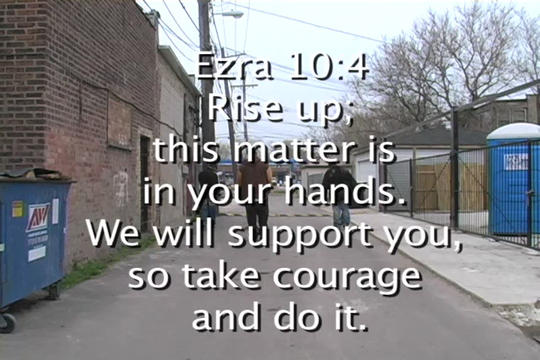 Ezra 10:4
Rise up;
this matter is
in your hands.
We will support you,
so take courage
and do it.
AW